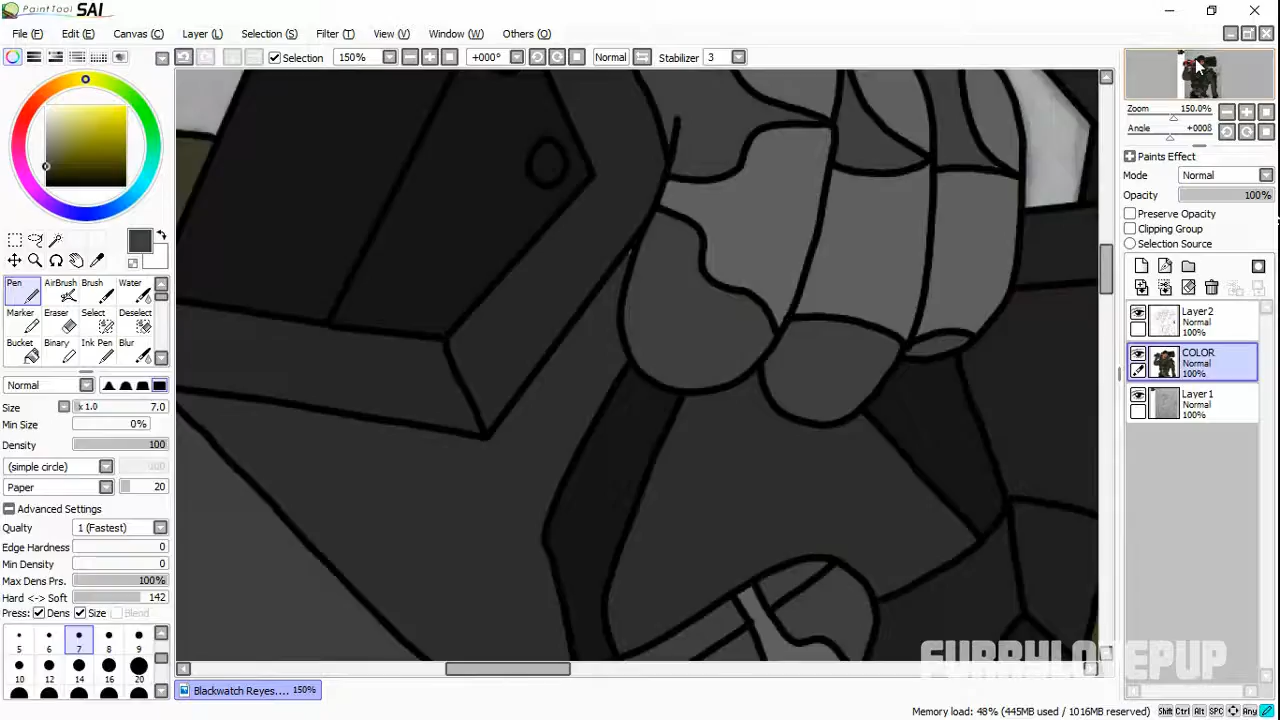 PaintTool SAI
File (F) Edit (E) Canvas (C) Layer (L) Selection (S) Filter (T) View (V) Window (W) Others (O)
Selection 150% +000° Normal Stabilizer 3
Zoom 150.0%
Angle +000ß
Paints Effect
Mode Normal
Opacity 100%
Preserve Opacity
Clipping Group
Selection Source
Layer2
Normal
100%
COLOR
Normal
100%
Layer1
Normal
100%
Pen AirBrush Brush Water
Marker Eraser Select Deselect
Bucket Binary Ink Pen Blur
Normal
Size x 1.0 7.0
Min Size 0%
Density 100
(simple circle) 100
Paper 20
Advanced Settings
Qualty 1 (Fastest)
Edge Hardness 0
Min Density 0
Max Dens Prs. 100%
Hard <-> Soft 142
Press: Dens Size Blend
5 6 7 8 9
10 12 14 16 20
Blackwatch Reyes.... 150%
FURRYLOVEPUP
Memory load: 48% (445MB used / 1016MB reserved) Shift Ctrl Alt SPC Any